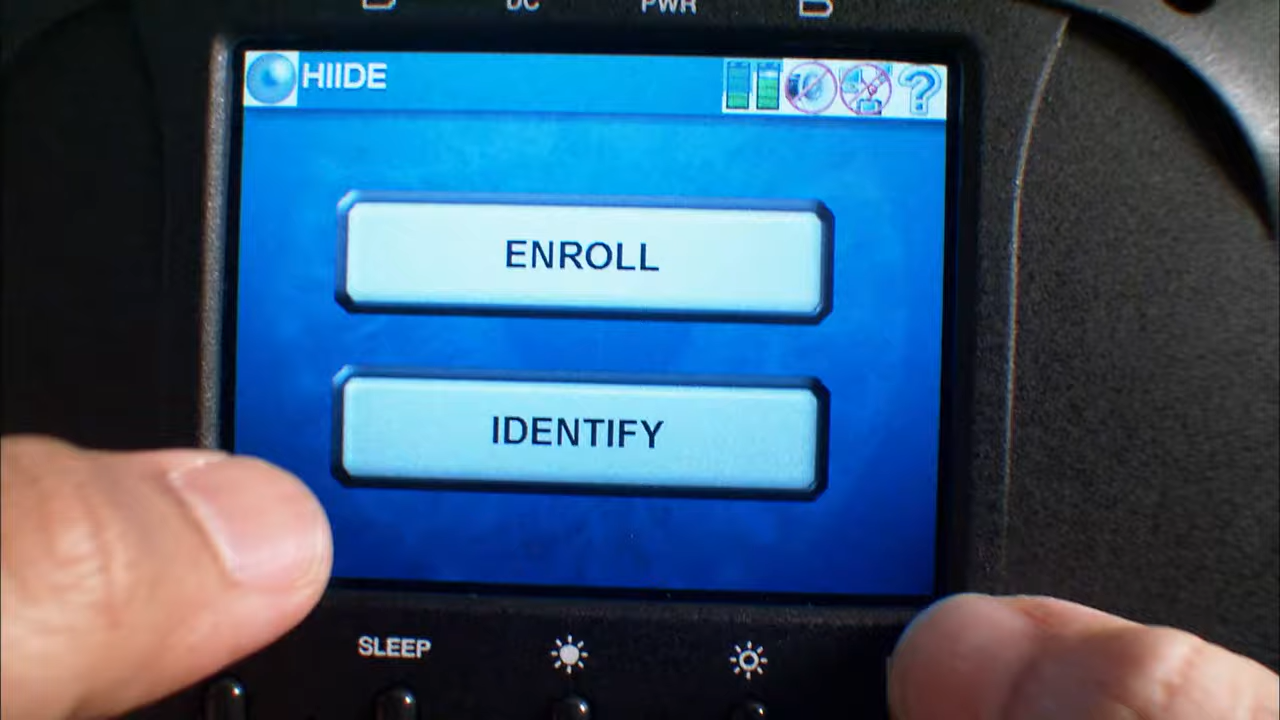 DC PWR
HIIDE
?
ENROLL
IDENTIFY
SLEEP